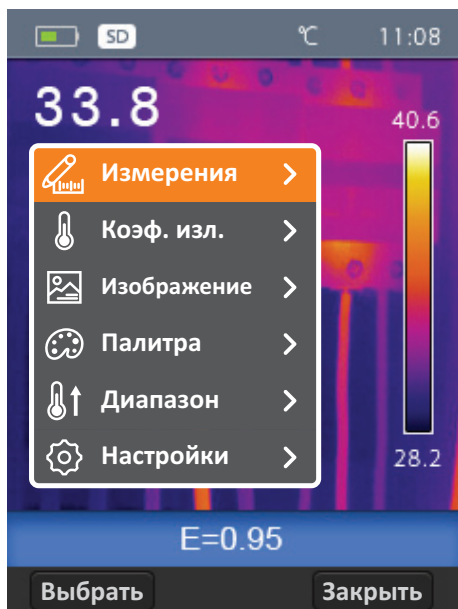 SD ℃ 11:08
33.8
40.6
Измерения
Коэф. изл.
Изображение
Палитра
Диапазон
Настройки
28.2
E=0.95
Выбрать Закрыть